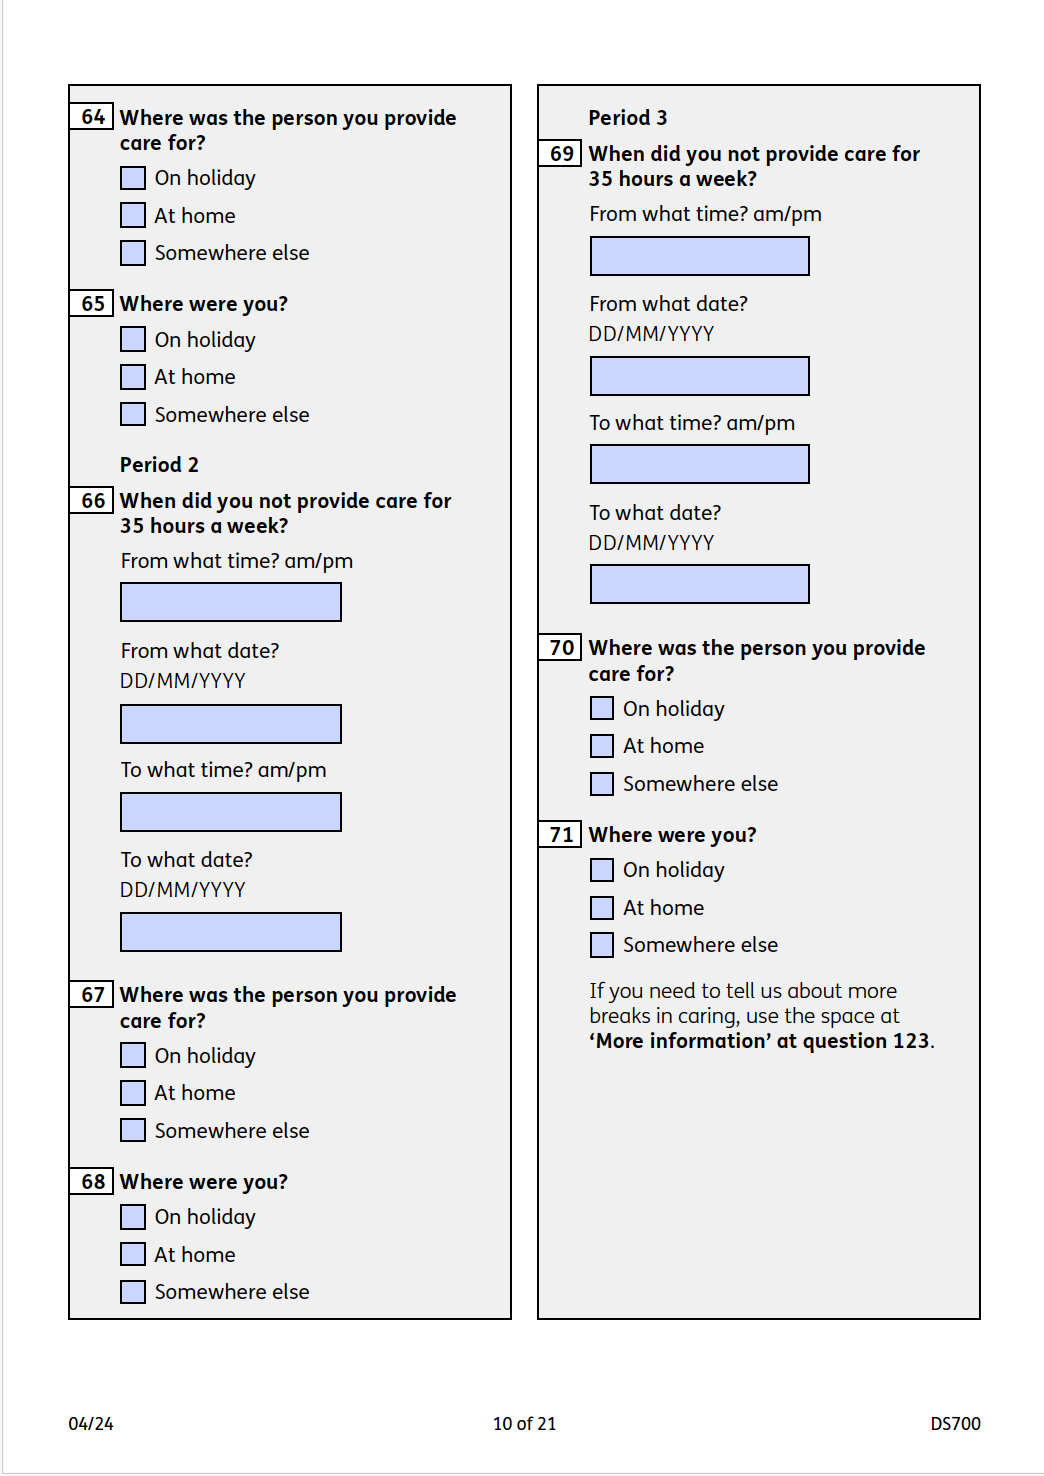 64 Where was the person you provide
care for?
On holiday
At home
Somewhere else
65 Where were you?
On holiday
At home
Somewhere else
Period 2
66 When did you not provide care for
35 hours a week?
From what time? am/pm
From what date?
DD/MM/YYYY
To what time? am/pm
To what date?
DD/MM/YYYY
67 Where was the person you provide
care for?
On holiday
At home
Somewhere else
68 Where were you?
On holiday
At home
Somewhere else
Period 3
69 When did you not provide care for
35 hours a week?
From what time? am/pm
From what date?
DD/MM/YYYY
To what time? am/pm
To what date?
DD/MM/YYYY
70 Where was the person you provide
care for?
On holiday
At home
Somewhere else
71 Where were you?
On holiday
At home
Somewhere else
If you need to tell us about more
breaks in caring, use the space at
‘More information’ at question 123.
04/24 10 of 21 DS700